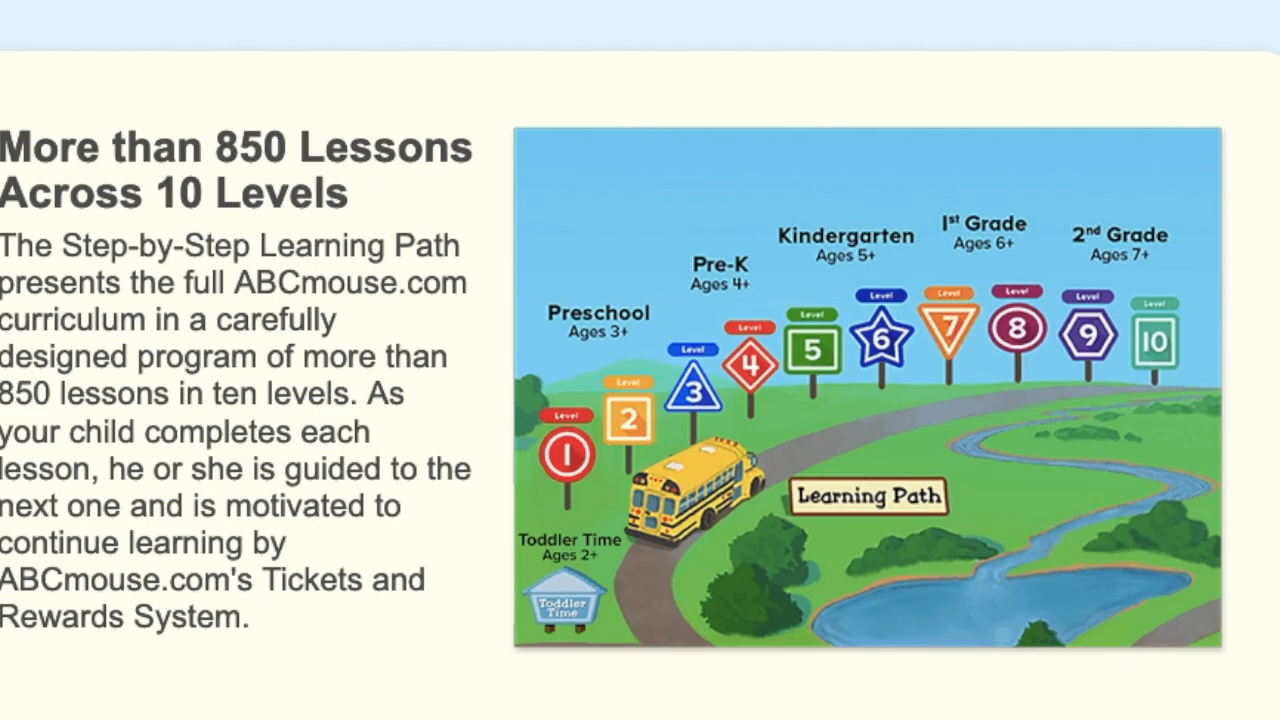 More than 850 Lessons
Across 10 Levels
The Step-by-Step Learning Path
presents the full ABCmouse.com
curriculum in a carefully
designed program of more than
850 lessons in ten levels. As
your child completes each
lesson, he or she is guided to the
next one and is motivated to
continue learning by
ABCmouse.com's Tickets and
Rewards System.
1st Grade
Ages 6+
2nd Grade
Ages 7+
Kindergarten
Ages 5+
Pre-K
Ages 4+
Preschool
Ages 3+
Level
1
Level
2
Level
3
Level
4
Level
5
Level
6
Level
7
Level
8
Level
9
Level
10
Learning Path
Toddler Time
Ages 2+
Toddler
Time